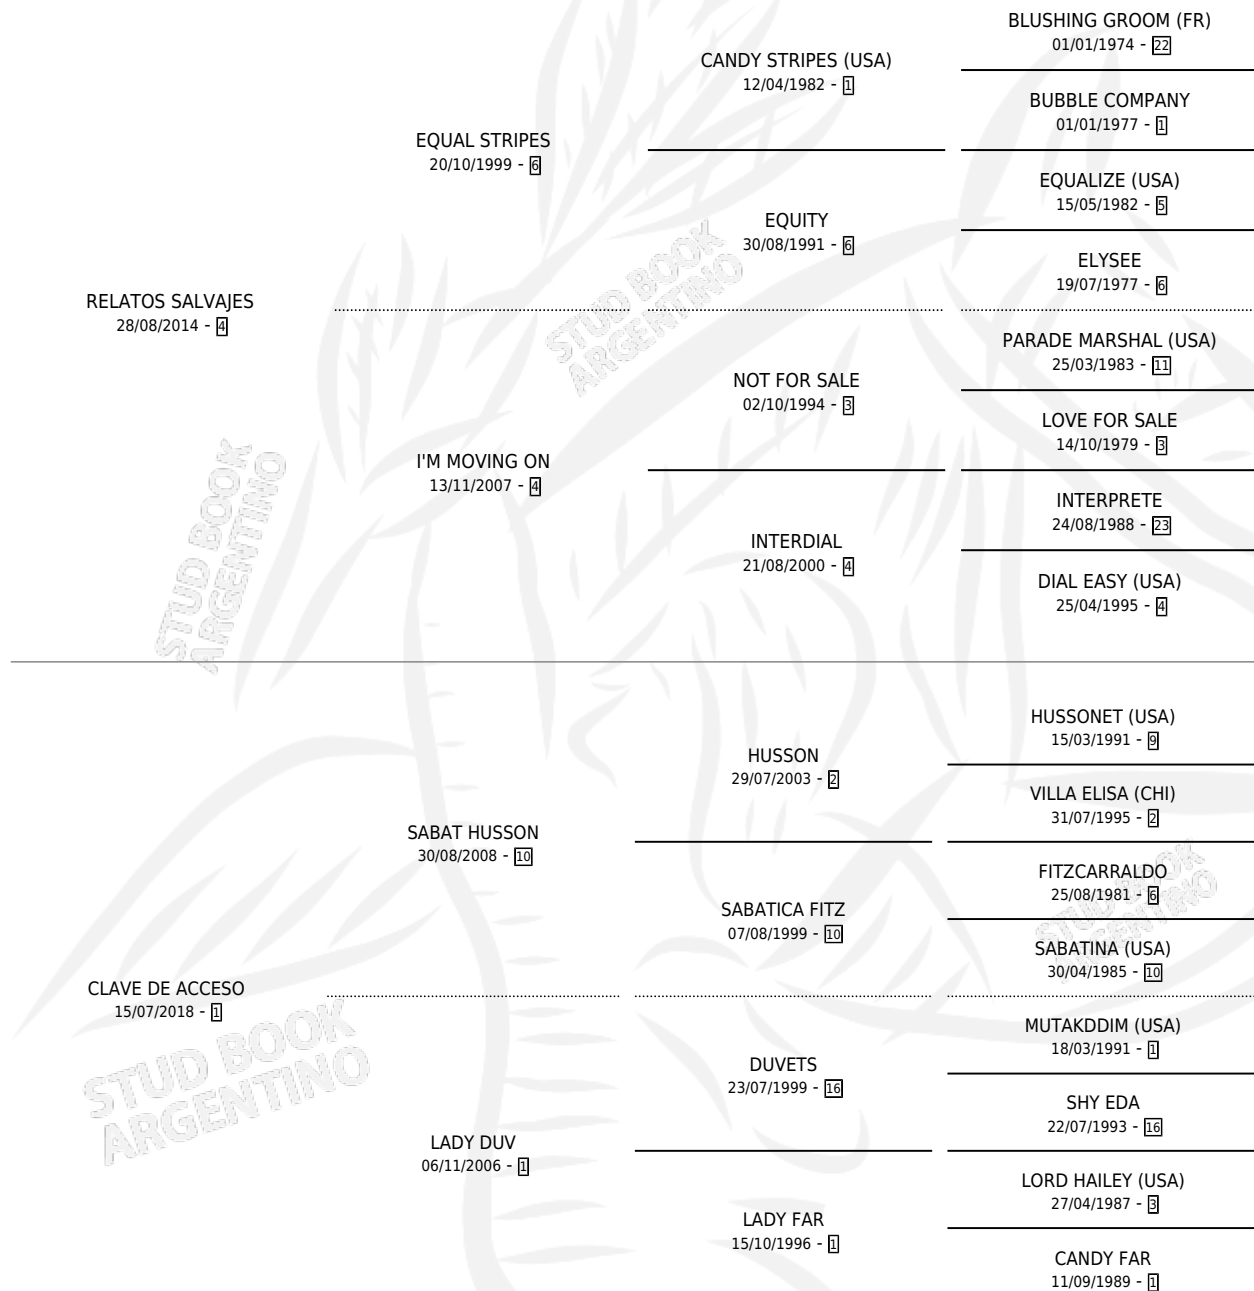 BLUSHING GROOM (FR)
01/01/1974 - 22
CANDY STRIPES (USA)
12/04/1982 - 1
BUBBLE COMPANY
01/01/1977 - 1
EQUAL STRIPES
20/10/1999 - 6
EQUALIZE (USA)
15/05/1982 - 5
EQUITY
30/08/1991 - 6
ELYSEE
19/07/1977 - 6
RELATOS SALVAJES
28/08/2014 - 4
PARADE MARSHAL (USA)
25/03/1983 - 11
NOT FOR SALE
02/10/1994 - 3
LOVE FOR SALE
14/10/1979 - 3
I'M MOVING ON
13/11/2007 - 4
INTERPRETE
24/08/1988 - 23
INTERDIAL
21/08/2000 - 4
DIAL EASY (USA)
25/04/1995 - 4
HUSSONET (USA)
15/03/1991 - 9
HUSSON
29/07/2003 - 2
VILLA ELISA (CHI)
31/07/1995 - 2
SABAT HUSSON
30/08/2008 - 10
FITZCARRALDO
25/08/1981 - 6
SABATICA FITZ
07/08/1999 - 10
SABATINA (USA)
30/04/1985 - 10
CLAVE DE ACCESO
15/07/2018 - 1
MUTAKDDIM (USA)
18/03/1991 - 1
DUVETS
23/07/1999 - 16
SHY EDA
22/07/1993 - 16
LADY DUV
06/11/2006 - 1
LORD HAILEY (USA)
27/04/1987 - 3
LADY FAR
15/10/1996 - 1
CANDY FAR
11/09/1989 - 1
STUD BOOK
ARGENTINO
STUD BOOK
ARGENTINO
STUD BOOK
ARGENTINO
STUD BOOK
ARGENTINO